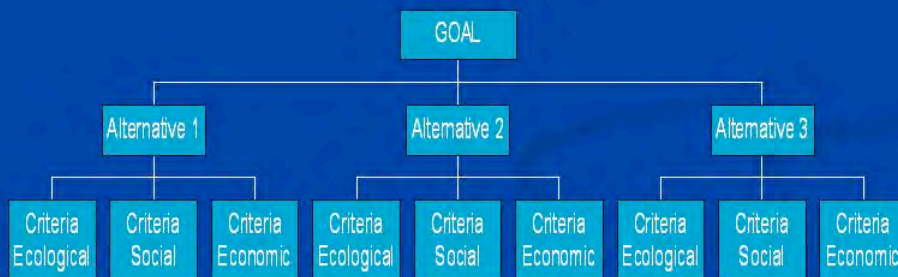 GOAL
Alternative 1
Alternative 2
Alternative 3
Criteria
Ecological
Criteria
Social
Criteria
Economic
Criteria
Ecological
Criteria
Social
Criteria
Economic
Criteria
Ecological
Criteria
Social
Criteria
Economic